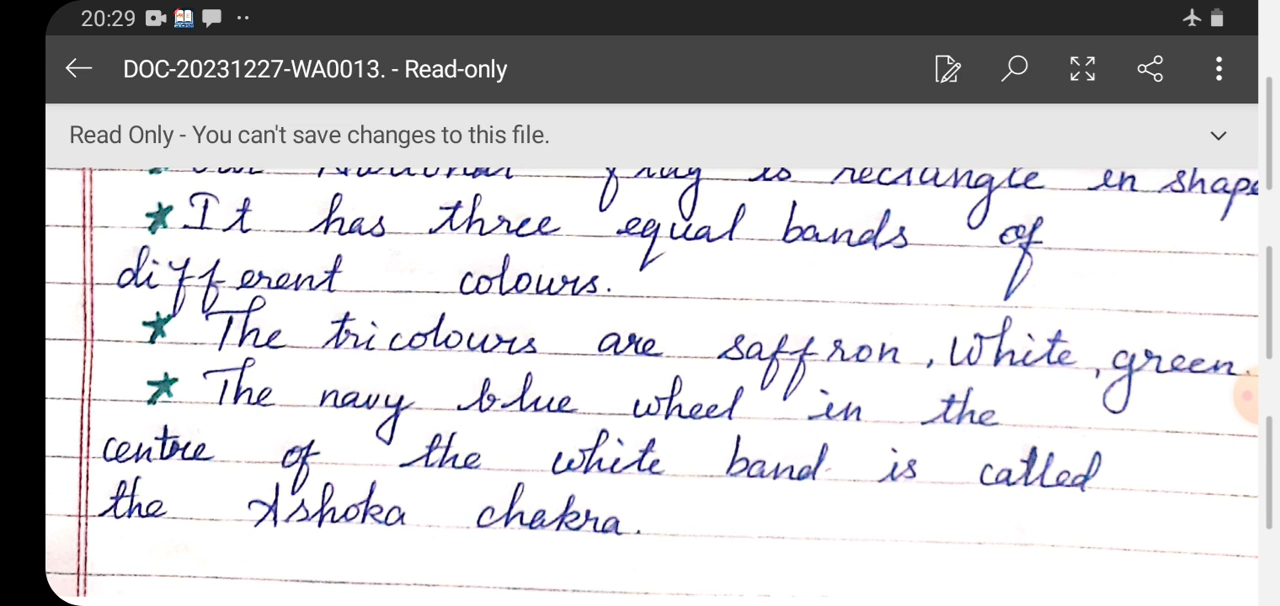 20:29
DOC-20231227-WA0013. - Read-only
Read Only - You can't save changes to this file.
National flag is rectangle in shape
★ It has three equal bands of
different colours.
★ The tricolours are saffron, White, green.
★ The navy blue wheel in the
centre of the white band is called
the Ashoka chakra.